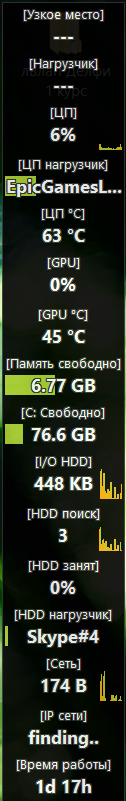 [Узкое место]
---
[Нагрузчик]
---
[ЦП]
6%
[ЦП нагрузчик]
EpicGamesL...
[ЦП °C]
63 °C
[GPU]
0%
[GPU °C]
45 °C
[Память свободно]
6.77 GB
[C: Свободно]
76.6 GB
[I/O HDD]
448 KB
[HDD поиск]
3
[HDD занят]
0%
[HDD нагрузчик]
Skype#4
[Сеть]
174 B
[IP сети]
finding..
[Время работы]
1d 17h